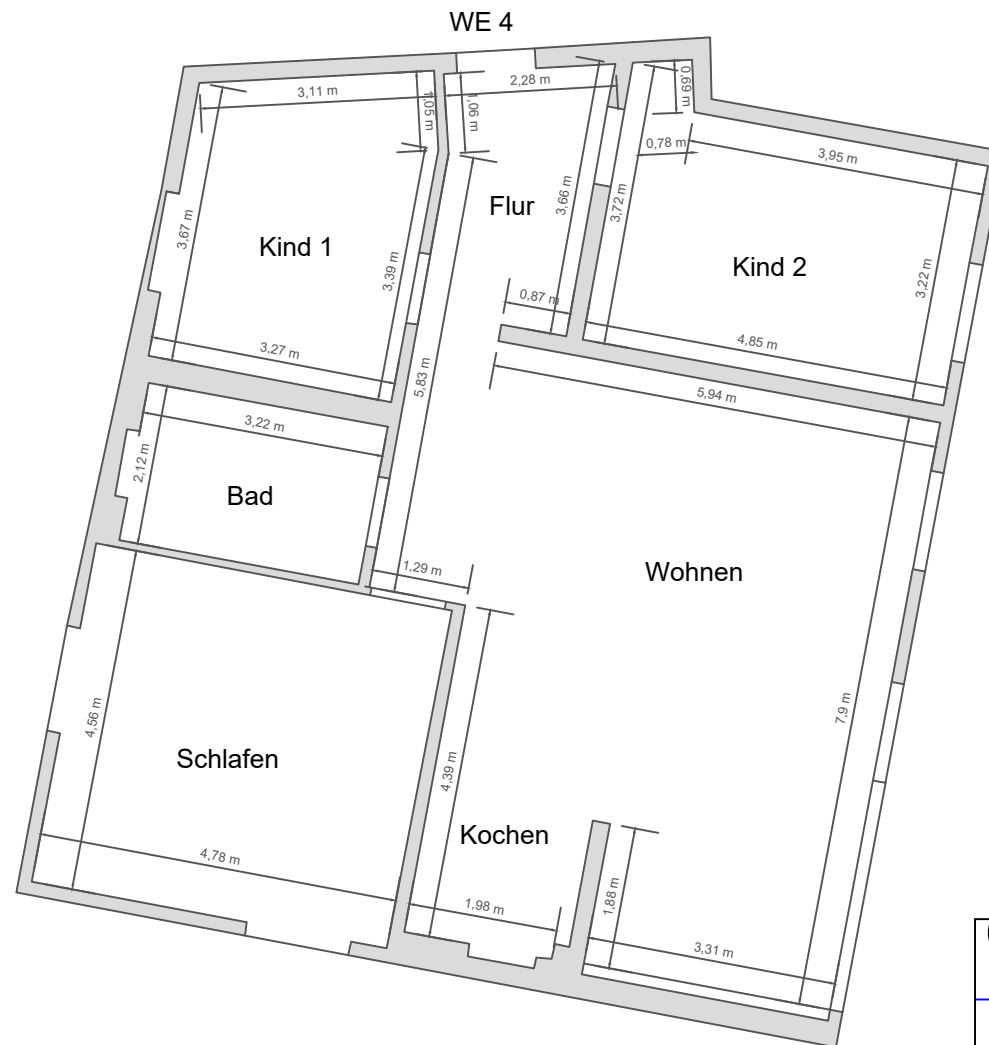 WE 4
3,11 m
1,05 m
1,06 m
2,28 m
0,69 m
0,78 m
3,95 m
3,67 m
Kind 1
3,39 m
Flur
3,66 m
3,72 m
Kind 2
3,22 m
3,27 m
0,87 m
4,85 m
5,83 m
5,94 m
3,22 m
2,12 m
Bad
1,29 m
Wohnen
4,56 m
Schlafen
4,39 m
7,9 m
Kochen
4,78 m
1,98 m
1,88 m
3,31 m